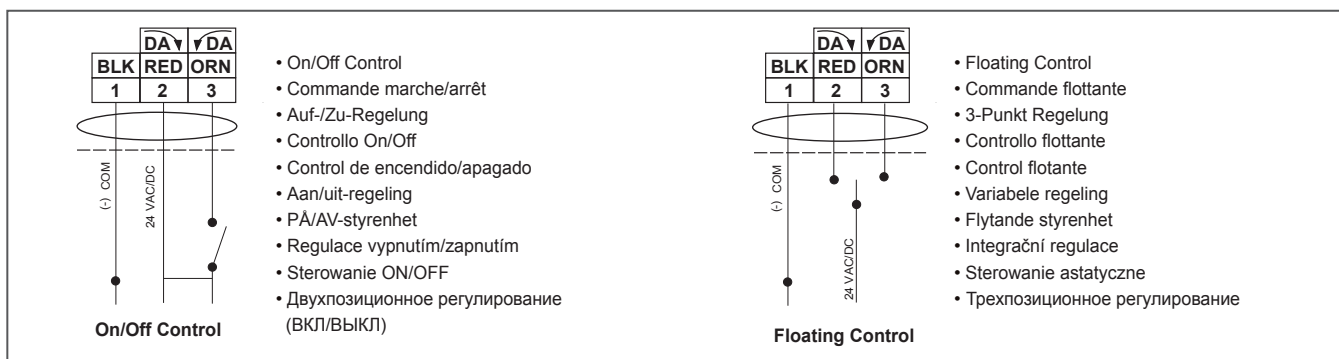 DA DA
BLK RED ORN
1 2 3
(-) COM
24 VAC/DC
On/Off Control
• On/Off Control
• Commande marche/arrêt
• Auf-/Zu-Regelung
• Controllo On/Off
• Control de encendido/apagado
• Aan/uit-regeling
• PÅ/AV-styrenhet
• Regulace vypnutím/zapnutím
• Sterowanie ON/OFF
• Двухпозиционное регулирование
(ВКЛ/ВЫКЛ)
DA DA
BLK RED ORN
1 2 3
(-) COM
24 VAC/DC
Floating Control
• Floating Control
• Commande flottante
• 3-Punkt Regelung
• Controllo flottante
• Control flotante
• Variabele regeling
• Flytande styrenhet
• Integrační regulace
• Sterowanie astatyczne
• Трехпозиционное регулирование